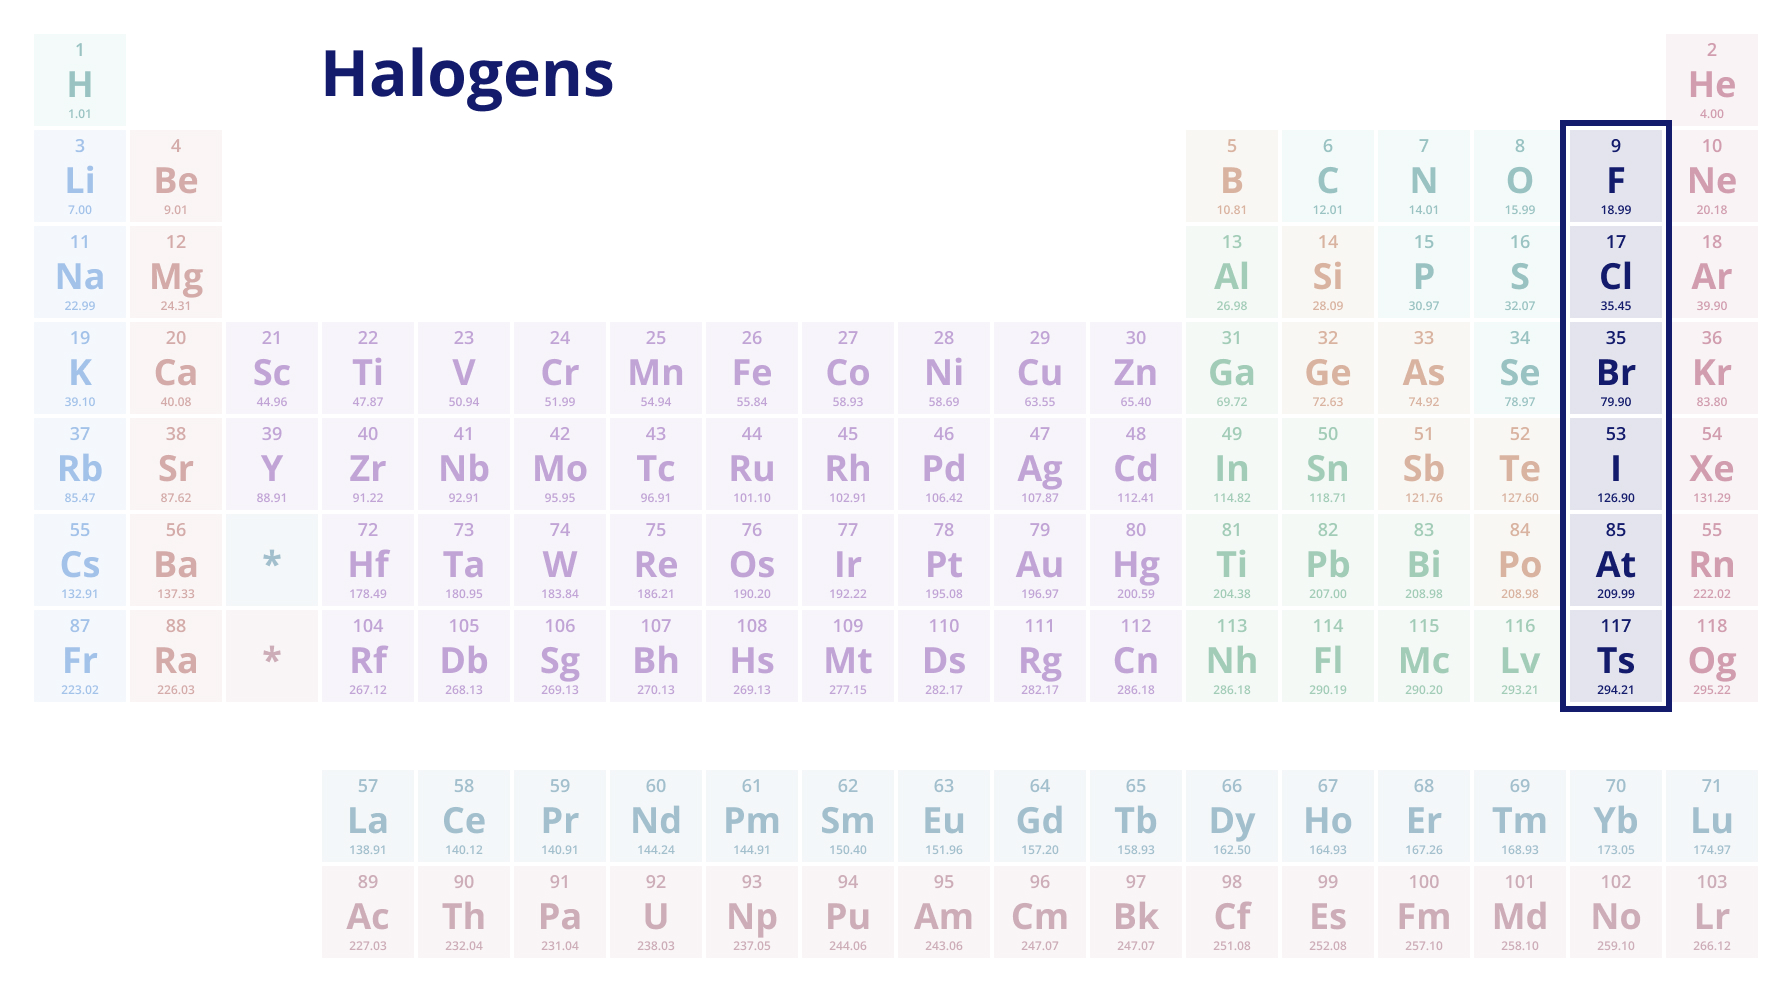 Halogens
1 2
H He
1.01 4.00
3 4 5 6 7 8 9 10
Li Be B C N O F Ne
7.00 9.01 10.81 12.01 14.01 15.99 18.99 20.18
11 12 13 14 15 16 17 18
Na Mg Al Si P S Cl Ar
22.99 24.31 26.98 28.09 30.97 32.07 35.45 39.90
19 20 21 22 23 24 25 26 27 28 29 30 31 32 33 34 35 36
K Ca Sc Ti V Cr Mn Fe Co Ni Cu Zn Ga Ge As Se Br Kr
39.10 40.08 44.96 47.87 50.94 51.99 54.94 55.84 58.93 58.69 63.55 65.40 69.72 72.63 74.92 78.97 79.90 83.80
37 38 39 40 41 42 43 44 45 46 47 48 49 50 51 52 53 54
Rb Sr Y Zr Nb Mo Tc Ru Rh Pd Ag Cd In Sn Sb Te I Xe
85.47 87.62 88.91 91.22 92.91 95.95 96.91 101.10 102.91 106.42 107.87 112.41 114.82 118.71 121.76 127.60 126.90 131.29
55 56 72 73 74 75 76 77 78 79 80 81 82 83 84 85 55
Cs Ba * Hf Ta W Re Os Ir Pt Au Hg Ti Pb Bi Po At Rn
132.91 137.33 178.49 180.95 183.84 186.21 190.20 192.22 195.08 196.97 200.59 204.38 207.00 208.98 208.98 209.99 222.02
87 88 104 105 106 107 108 109 110 111 112 113 114 115 116 117 118
Fr Ra * Rf Db Sg Bh Hs Mt Ds Rg Cn Nh Fl Mc Lv Ts Og
223.02 226.03 267.12 268.13 269.13 270.13 269.13 277.15 282.17 282.17 286.18 286.18 290.19 290.20 293.21 294.21 295.22
57 58 59 60 61 62 63 64 65 66 67 68 69 70 71
La Ce Pr Nd Pm Sm Eu Gd Tb Dy Ho Er Tm Yb Lu
138.91 140.12 140.91 144.24 144.91 150.40 151.96 157.20 158.93 162.50 164.93 167.26 168.93 173.05 174.97
89 90 91 92 93 94 95 96 97 98 99 100 101 102 103
Ac Th Pa U Np Pu Am Cm Bk Cf Es Fm Md No Lr
227.03 232.04 231.04 238.03 237.05 244.06 243.06 247.07 247.07 251.08 252.08 257.10 258.10 259.10 266.12